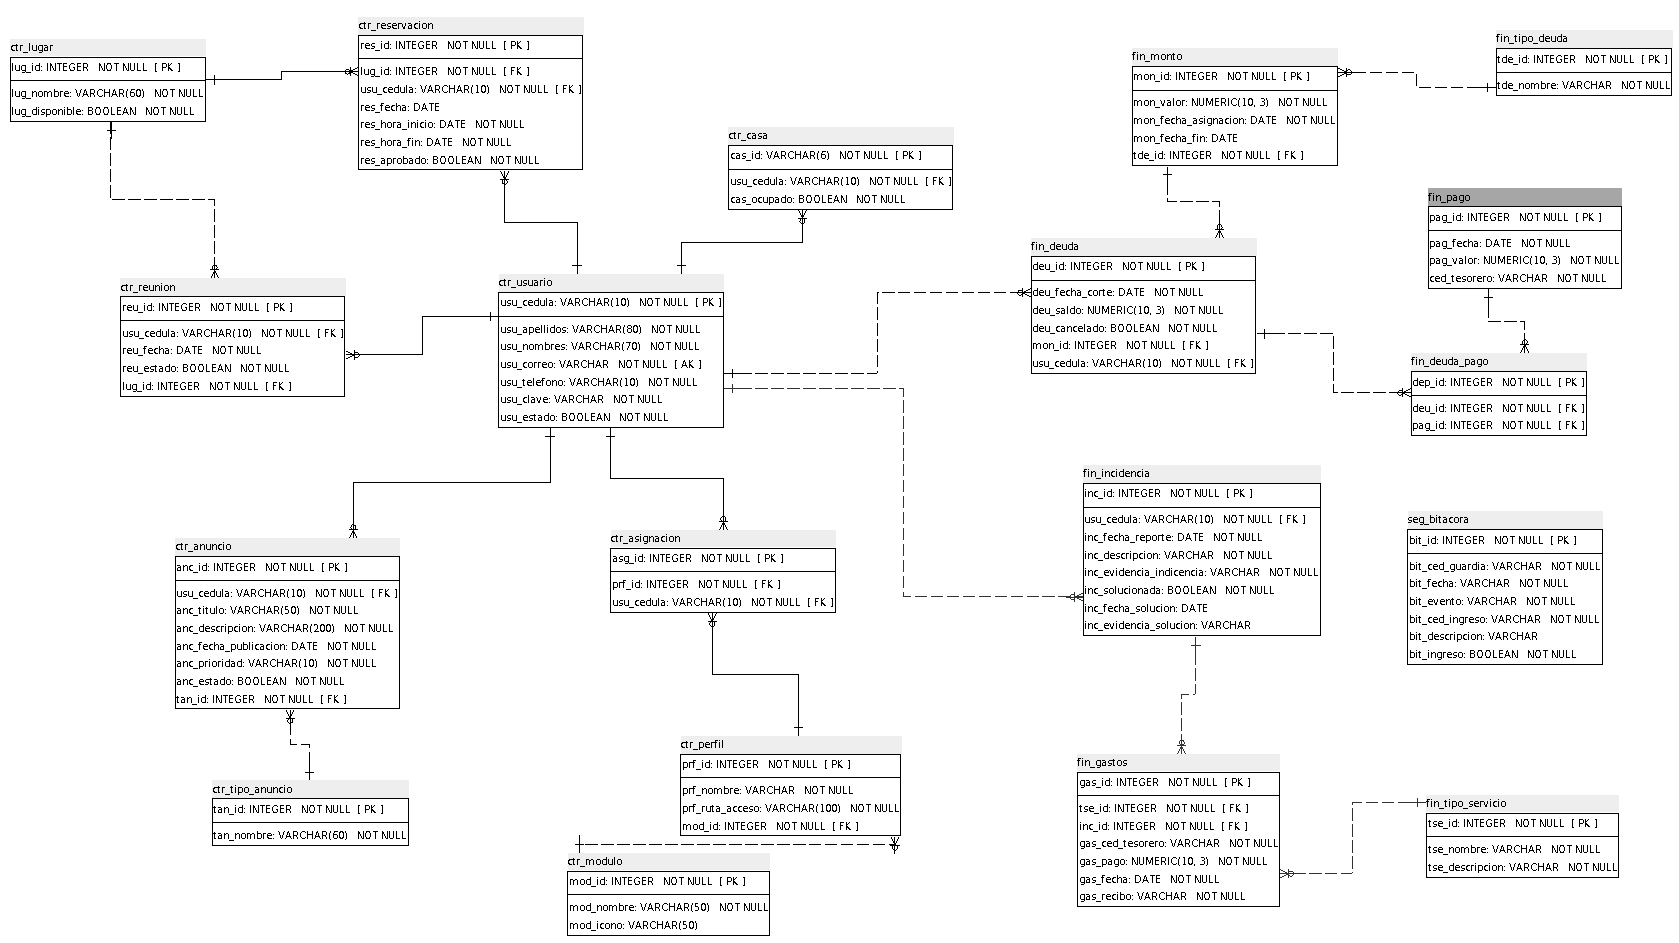 ctr_lugar
lug_id: INTEGER NOT NULL [ PK ]
lug_nombre: VARCHAR(60) NOT NULL
lug_disponible: BOOLEAN NOT NULL
ctr_reservacion
res_id: INTEGER NOT NULL [ PK ]
lug_id: INTEGER NOT NULL [ FK ]
usu_cedula: VARCHAR(10) NOT NULL [ FK ]
res_fecha: DATE
res_hora_inicio: DATE NOT NULL
res_hora_fin: DATE NOT NULL
res_aprobado: BOOLEAN NOT NULL
ctr_casa
cas_id: VARCHAR(6) NOT NULL [ PK ]
usu_cedula: VARCHAR(10) NOT NULL [ FK ]
cas_ocupado: BOOLEAN NOT NULL
fin_monto
mon_id: INTEGER NOT NULL [ PK ]
mon_valor: NUMERIC(10, 3) NOT NULL
mon_fecha_asignacion: DATE NOT NULL
mon_fecha_fin: DATE
tde_id: INTEGER NOT NULL [ FK ]
fin_tipo_deuda
tde_id: INTEGER NOT NULL [ PK ]
tde_nombre: VARCHAR NOT NULL
fin_pago
pag_id: INTEGER NOT NULL [ PK ]
pag_fecha: DATE NOT NULL
pag_valor: NUMERIC(10, 3) NOT NULL
ced_tesorero: VARCHAR NOT NULL
ctr_reunion
reu_id: INTEGER NOT NULL [ PK ]
usu_cedula: VARCHAR(10) NOT NULL [ FK ]
reu_fecha: DATE NOT NULL
reu_estado: BOOLEAN NOT NULL
lug_id: INTEGER NOT NULL [ FK ]
ctr_usuario
usu_cedula: VARCHAR(10) NOT NULL [ PK ]
usu_apellidos: VARCHAR(80) NOT NULL
usu_nombres: VARCHAR(70) NOT NULL
usu_correo: VARCHAR NOT NULL [ AK ]
usu_telefono: VARCHAR(10) NOT NULL
usu_clave: VARCHAR NOT NULL
usu_estado: BOOLEAN NOT NULL
fin_deuda
deu_id: INTEGER NOT NULL [ PK ]
deu_fecha_corte: DATE NOT NULL
deu_saldo: NUMERIC(10, 3) NOT NULL
deu_cancelado: BOOLEAN NOT NULL
mon_id: INTEGER NOT NULL [ FK ]
usu_cedula: VARCHAR(10) NOT NULL [ FK ]
fin_deuda_pago
dep_id: INTEGER NOT NULL [ PK ]
deu_id: INTEGER NOT NULL [ FK ]
pag_id: INTEGER NOT NULL [ FK ]
ctr_anuncio
anc_id: INTEGER NOT NULL [ PK ]
usu_cedula: VARCHAR(10) NOT NULL [ FK ]
anc_titulo: VARCHAR(50) NOT NULL
anc_descripcion: VARCHAR(200) NOT NULL
anc_fecha_publicacion: DATE NOT NULL
anc_prioridad: VARCHAR(10) NOT NULL
anc_estado: BOOLEAN NOT NULL
tan_id: INTEGER NOT NULL [ FK ]
ctr_asignacion
asg_id: INTEGER NOT NULL [ PK ]
prf_id: INTEGER NOT NULL [ FK ]
usu_cedula: VARCHAR(10) NOT NULL [ FK ]
fin_incidencia
inc_id: INTEGER NOT NULL [ PK ]
usu_cedula: VARCHAR(10) NOT NULL [ FK ]
inc_fecha_reporte: DATE NOT NULL
inc_descripcion: VARCHAR NOT NULL
inc_evidencia_indicencia: VARCHAR NOT NULL
inc_solucionada: BOOLEAN NOT NULL
inc_fecha_solucion: DATE
inc_evidencia_solucion: VARCHAR
seg_bitacora
bit_id: INTEGER NOT NULL [ PK ]
bit_ced_guardia: VARCHAR NOT NULL
bit_fecha: VARCHAR NOT NULL
bit_evento: VARCHAR NOT NULL
bit_ced_ingreso: VARCHAR NOT NULL
bit_descripcion: VARCHAR
bit_ingreso: BOOLEAN NOT NULL
ctr_tipo_anuncio
tan_id: INTEGER NOT NULL [ PK ]
tan_nombre: VARCHAR(60) NOT NULL
ctr_perfil
prf_id: INTEGER NOT NULL [ PK ]
prf_nombre: VARCHAR NOT NULL
prf_ruta_acceso: VARCHAR(100) NOT NULL
mod_id: INTEGER NOT NULL [ FK ]
ctr_modulo
mod_id: INTEGER NOT NULL [ PK ]
mod_nombre: VARCHAR(50) NOT NULL
mod_icono: VARCHAR(50)
fin_gastos
gas_id: INTEGER NOT NULL [ PK ]
tse_id: INTEGER NOT NULL [ FK ]
inc_id: INTEGER NOT NULL [ FK ]
gas_ced_tesorero: VARCHAR NOT NULL
gas_pago: NUMERIC(10, 3) NOT NULL
gas_fecha: DATE NOT NULL
gas_recibo: VARCHAR NOT NULL
fin_tipo_servicio
tse_id: INTEGER NOT NULL [ PK ]
tse_nombre: VARCHAR NOT NULL
tse_descripcion: VARCHAR NOT NULL